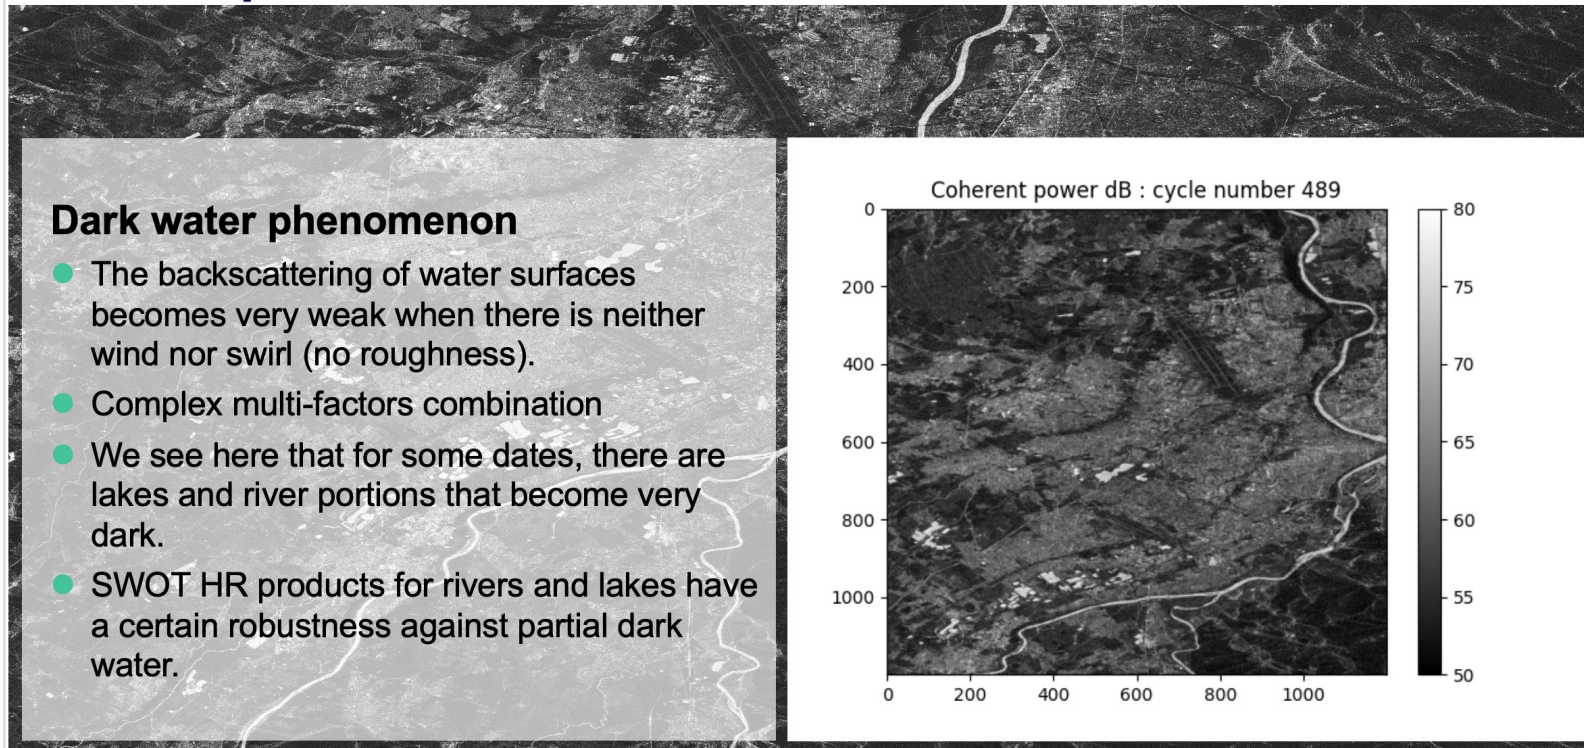 Dark water phenomenon
The backscattering of water surfaces
becomes very weak when there is neither
wind nor swirl (no roughness).
Complex multi-factors combination
We see here that for some dates, there are
lakes and river portions that become very
dark.
SWOT HR products for rivers and lakes have
a certain robustness against partial dark
water.
Coherent power dB : cycle number 489
0
200
400
600
800
1000
0
200
400
600
800
1000
80
75
70
65
60
55
50